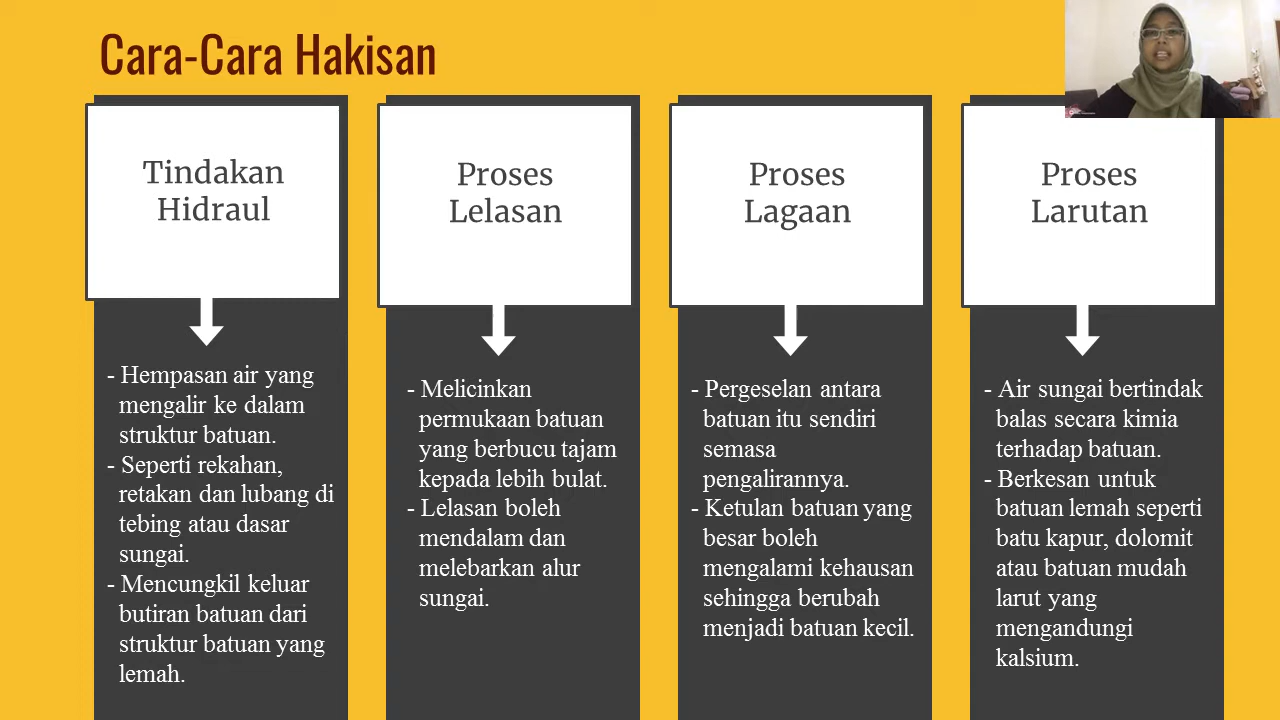 Cara-Cara Hakisan
Tindakan
Hidraul
- Hempasan air yang
mengalir ke dalam
struktur batuan.
- Seperti rekahan,
retakan dan lubang di
tebing atau dasar
sungai.
- Mencungkil keluar
butiran batuan dari
struktur batuan yang
lemah.
Proses
Lelasan
- Melicinkan
permukaan batuan
yang berbucu tajam
kepada lebih bulat.
- Lelasan boleh
mendalam dan
melebarkan alur
sungai.
Proses
Lagaan
- Pergeselan antara
batuan itu sendiri
semasa
pengalirannya.
- Ketulan batuan yang
besar boleh
mengalami kehausan
sehingga berubah
menjadi batuan kecil.
Proses
Larutan
- Air sungai bertindak
balas secara kimia
terhadap batuan.
- Berkesan untuk
batuan lemah seperti
batu kapur, dolomit
atau batuan mudah
larut yang
mengandungi
kalsium.